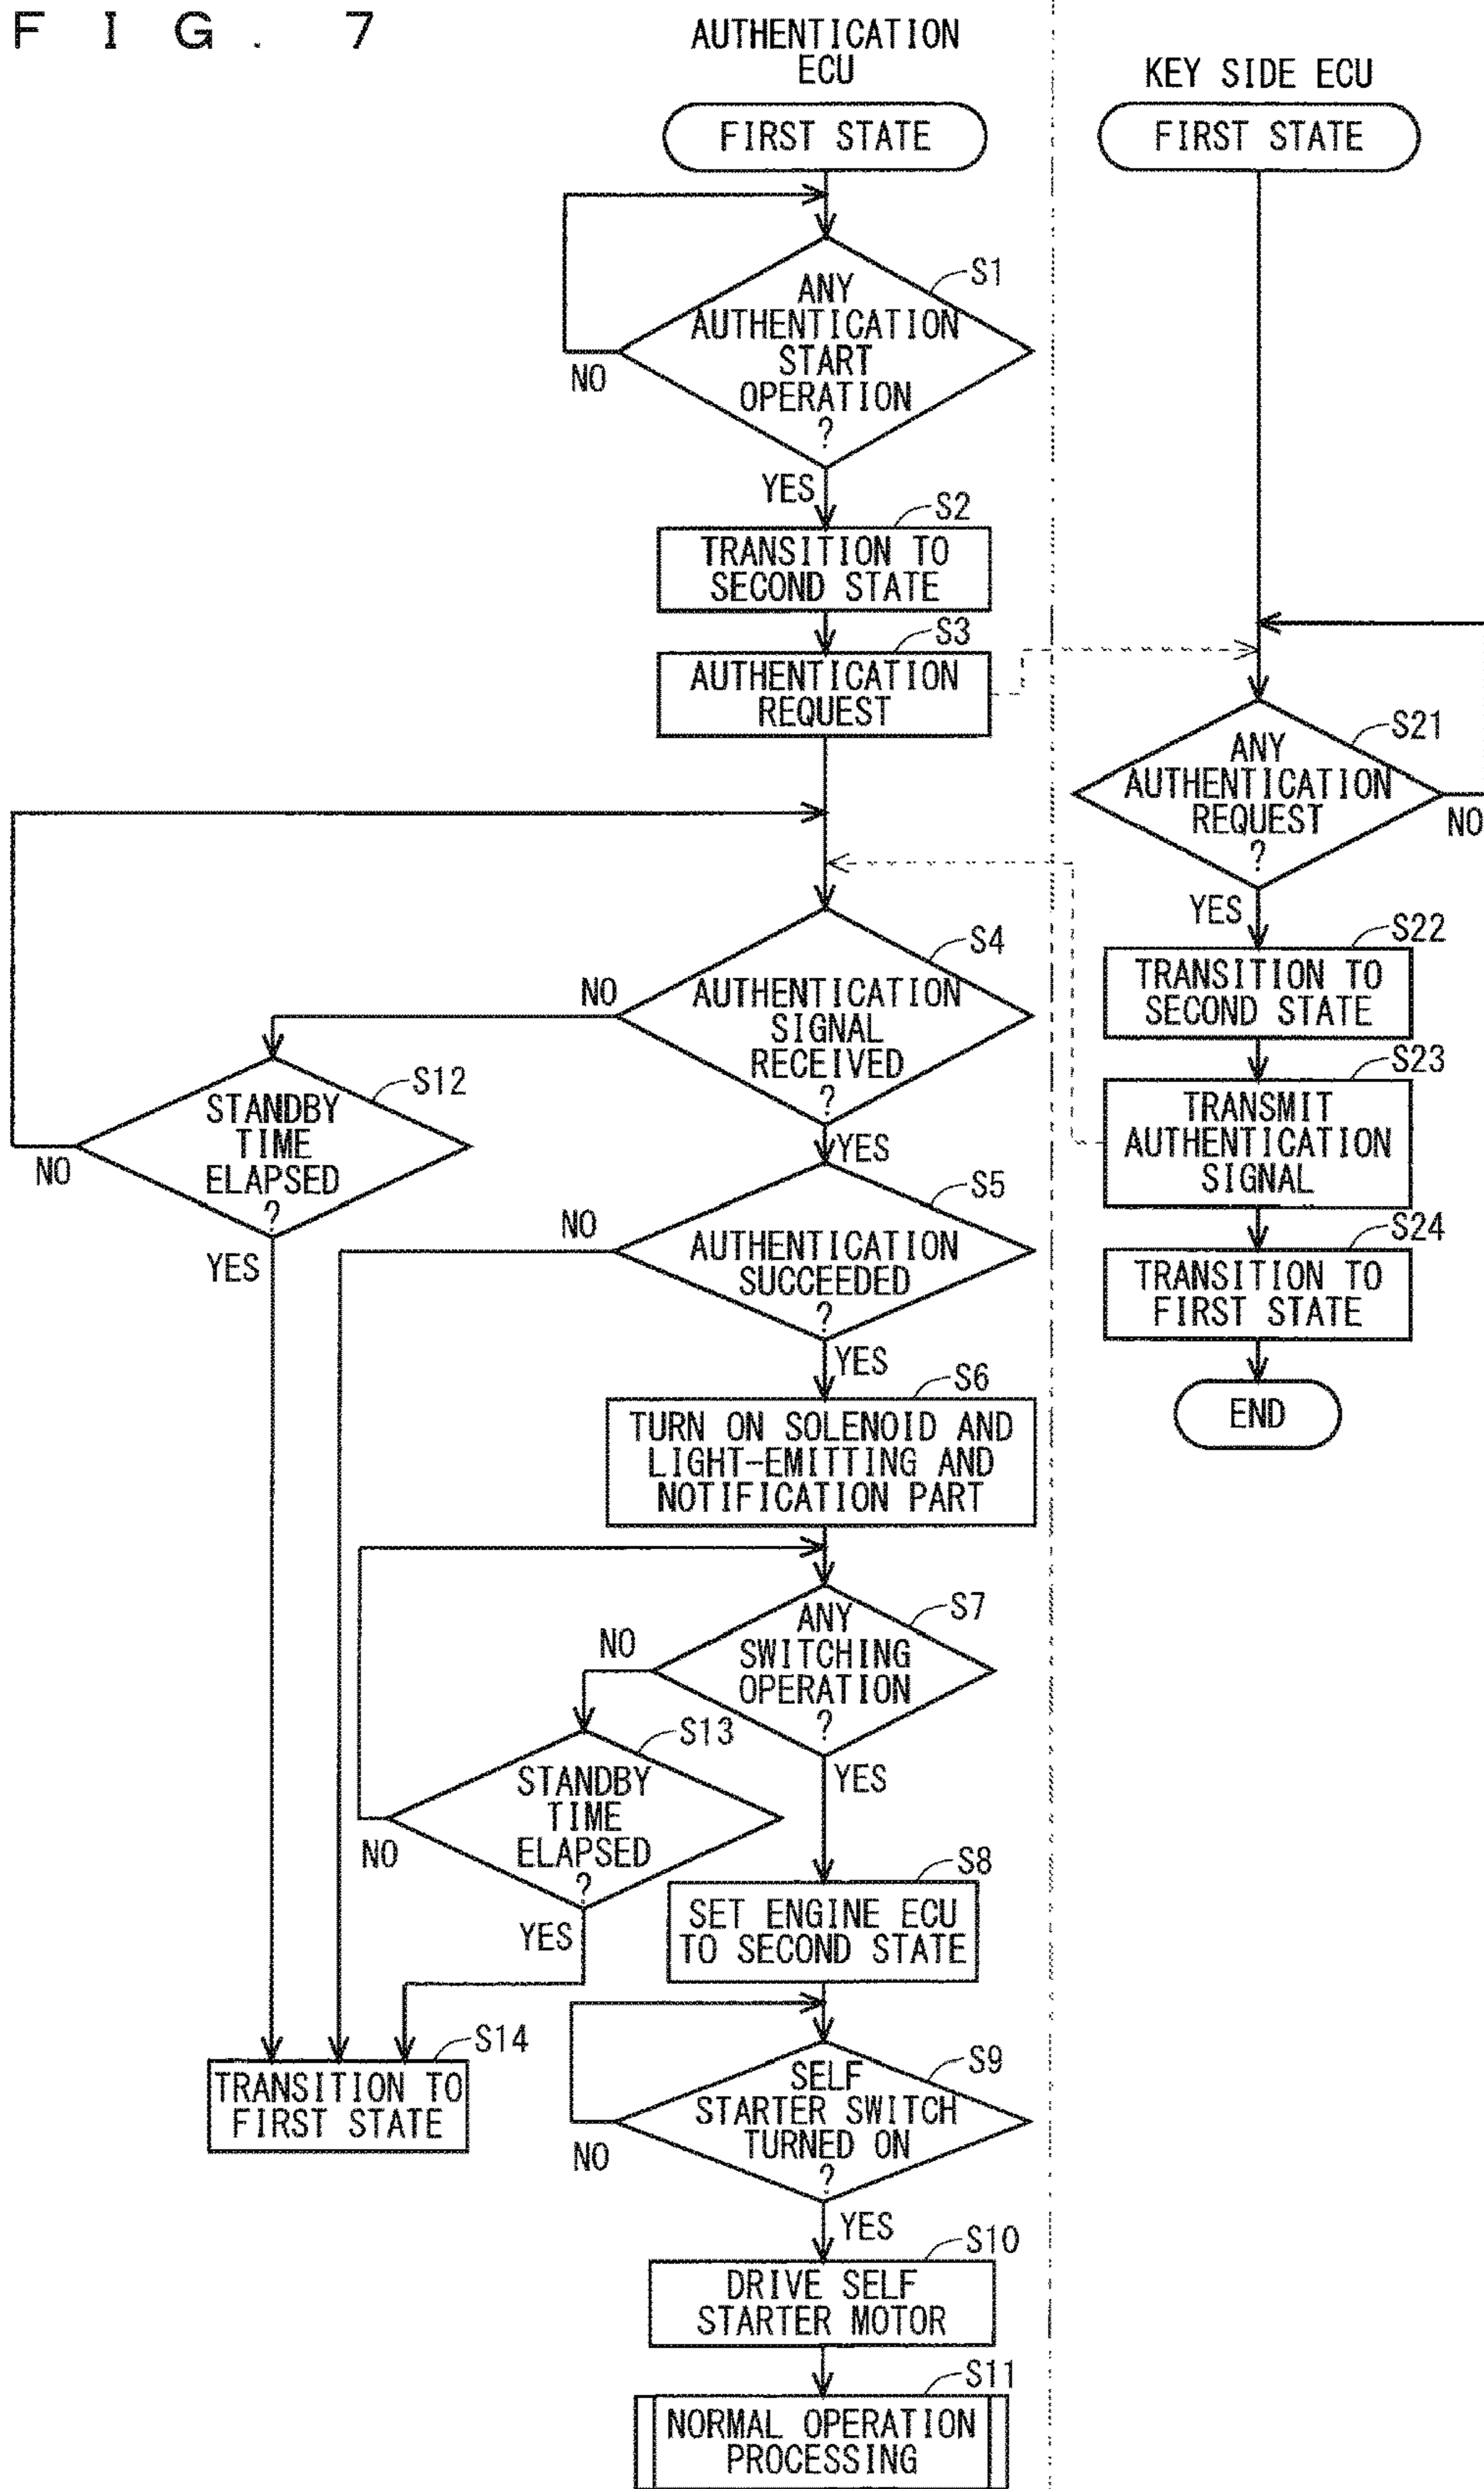 FIG. 7
AUTHENTICATION
ECU
FIRST STATE
S1
ANY
AUTHENTICATION
START
OPERATION
?
NO
YES
S2
TRANSITION TO
SECOND STATE
S3
AUTHENTICATION
REQUEST
S4
AUTHENTICATION
SIGNAL
RECEIVED
?
NO
YES
S12
STANDBY
TIME
ELAPSED
?
NO
YES
S5
AUTHENTICATION
SUCCEEDED
?
NO
YES
S6
TURN ON SOLENOID AND
LIGHT-EMITTING AND
NOTIFICATION PART
S7
ANY
SWITCHING
OPERATION
?
NO
YES
S13
STANDBY
TIME
ELAPSED
?
NO
YES
S8
SET ENGINE ECU
TO SECOND STATE
S14
TRANSITION TO
FIRST STATE
S9
SELF
STARTER SWITCH
TURNED ON
?
NO
YES
S10
DRIVE SELF
STARTER MOTOR
S11
NORMAL OPERATION
PROCESSING
KEY SIDE ECU
FIRST STATE
S21
ANY
AUTHENTICATION
REQUEST
?
NO
YES
S22
TRANSITION TO
SECOND STATE
S23
TRANSMIT
AUTHENTICATION
SIGNAL
S24
TRANSITION TO
FIRST STATE
END